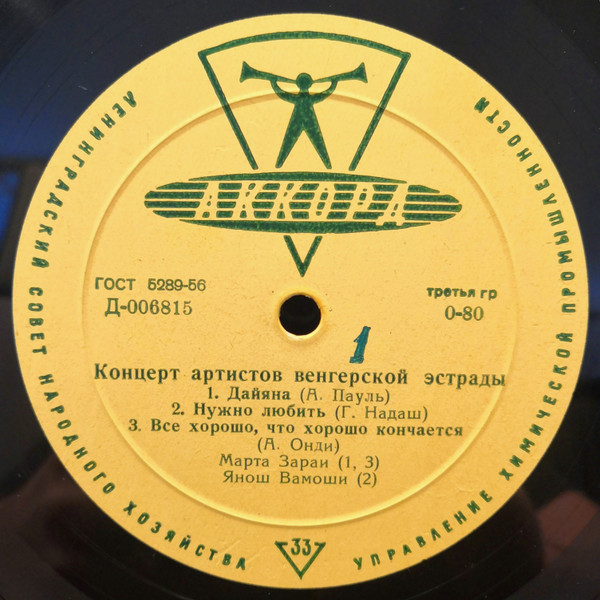 ЛЕНИНГРАДСКИЙ СОВЕТ НАРОДНОГО ХОЗЯЙСТВА
УПРАВЛЕНИЕ ХИМИЧЕСКОЙ ПРОМЫШЛЕННОСТИ
АККОРД
ГОСТ 5289-56
Д-006815
третья гр
0-80
1
Концерт артистов венгерской эстрады
1. Дайяна (А. Пауль)
2. Нужно любить (Г. Надаш)
3. Все хорошо, что хорошо кончается
(А. Онди)
Марта Зараи (1, 3)
Янош Вамоши (2)
33